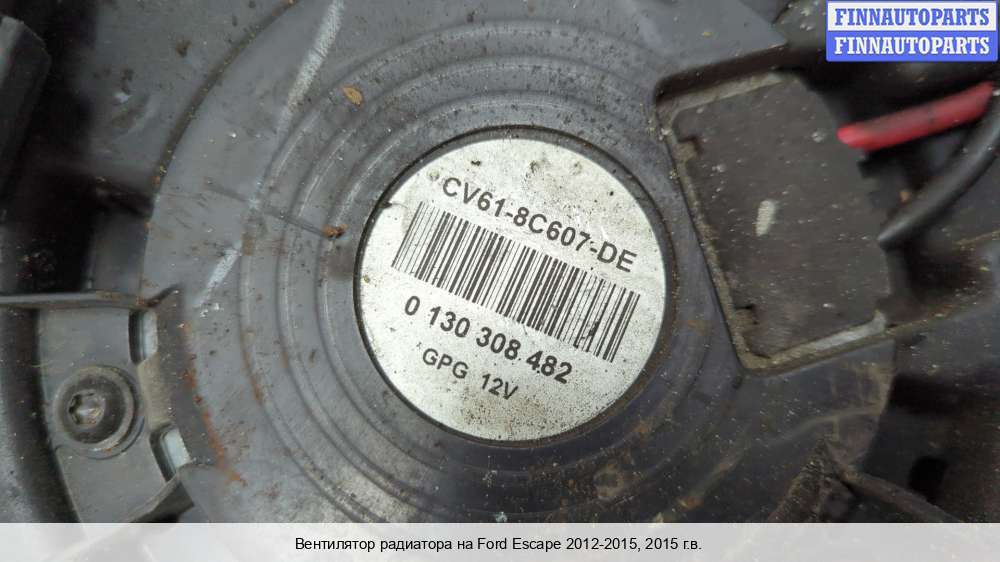 FINNAUTOPARTS
FINNAUTOPARTS
CV61-8C607-DE
0 130 308 482
GPG 12V
Вентилятор радиатора на Ford Escape 2012-2015, 2015 г.в.